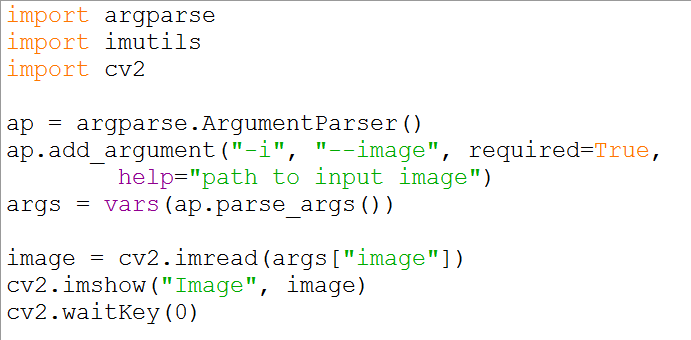 import argparse
import imutils
import cv2
ap = argparse.ArgumentParser()
ap.add_argument("-i", "--image", required=True,
help="path to input image")
args = vars(ap.parse_args())
image = cv2.imread(args["image"])
cv2.imshow("Image", image)
cv2.waitKey(0)